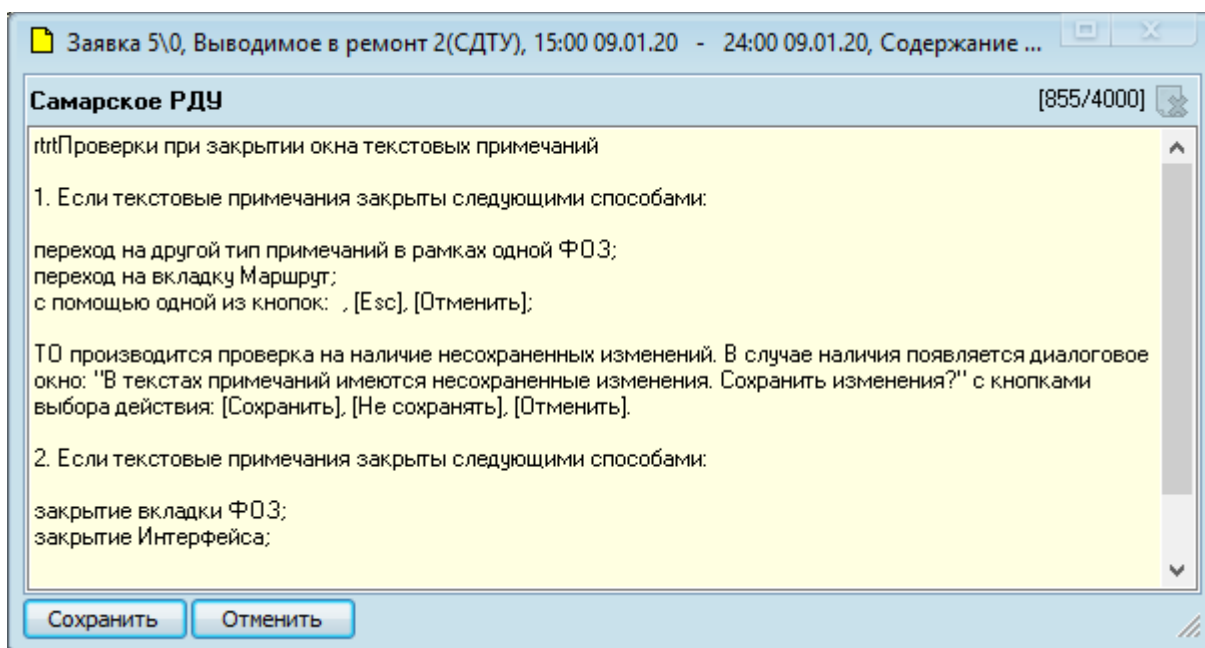 Заявка 5\0, Выводимое в ремонт 2(СДТУ), 15:00 09.01.20 - 24:00 09.01.20, Содержание ...
Самарское РДУ [855/4000]
rtrtПроверки при закрытии окна текстовых примечаний
1. Если текстовые примечания закрыты следующими способами:
переход на другой тип примечаний в рамках одной ФОЗ;
переход на вкладку Маршрут;
с помощью одной из кнопок: , [Esc], [Отменить];
ТО производится проверка на наличие несохраненных изменений. В случае наличия появляется диалоговое
окно: "В текстах примечаний имеются несохраненные изменения. Сохранить изменения?" с кнопками
выбора действия: [Сохранить], [Не сохранять], [Отменить].
2. Если текстовые примечания закрыты следующими способами:
закрытие вкладки ФОЗ;
закрытие Интерфейса;
Сохранить Отменить